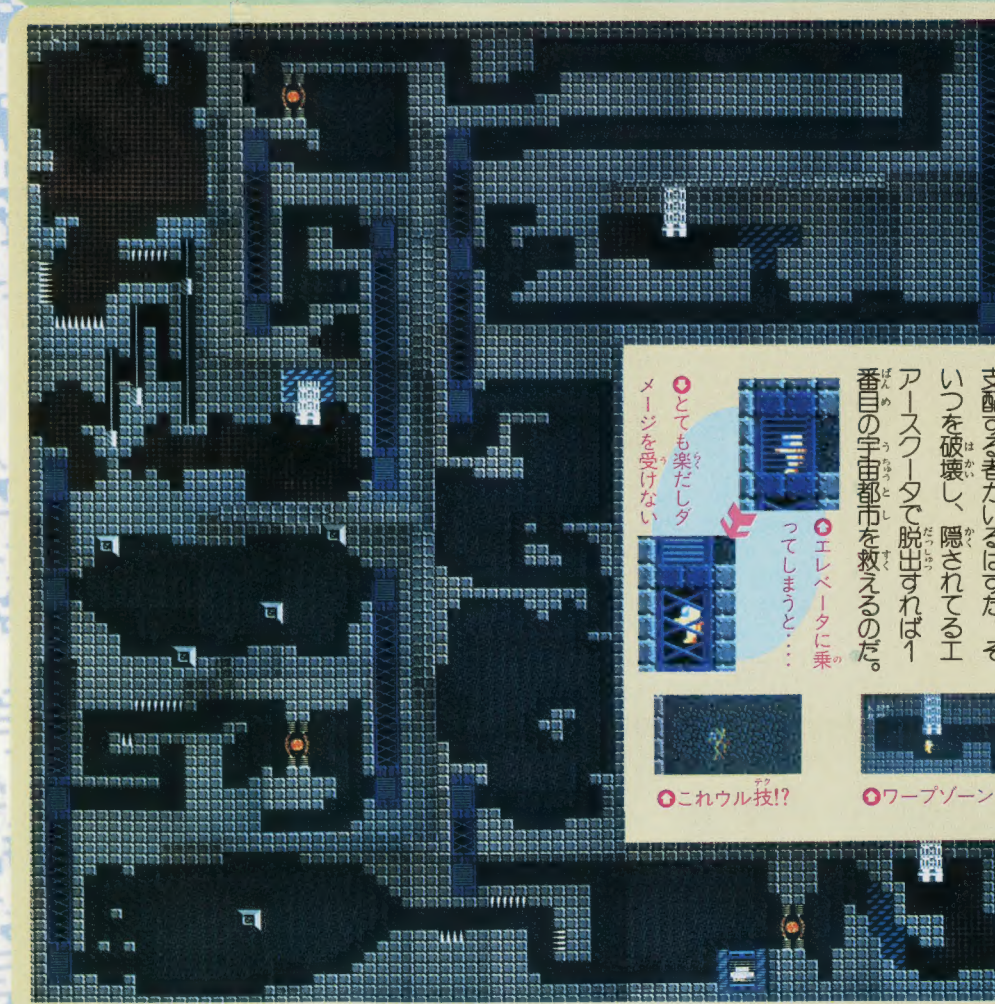 支配する者がいるはずだ そ
いつを破壊し、隠されてるエ
アースクータで脱出すれば1
番目の宇宙都市を救えるのだ。
エレベータに乗
ってしまうと‥‥
とても楽だしダ
メージを受けない
これウル技!?
ワープゾーン